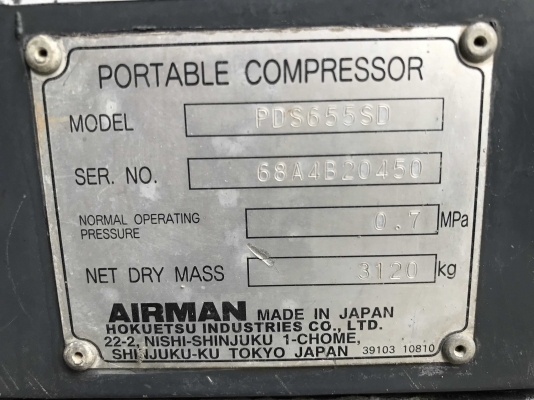 PORTABLE COMPRESSOR
MODEL PDS655SD
SER. NO. 68A4B20450
NORMAL OPERATING
PRESSURE 0.7 MPa
NET DRY MASS 3120 kg
AIRMAN MADE IN JAPAN
HOKUETSU INDUSTRIES CO., LTD.
22-2, NISHI-SHINJUKU 1-CHOME,
SHINJUKU-KU TOKYO JAPAN 39103 10810